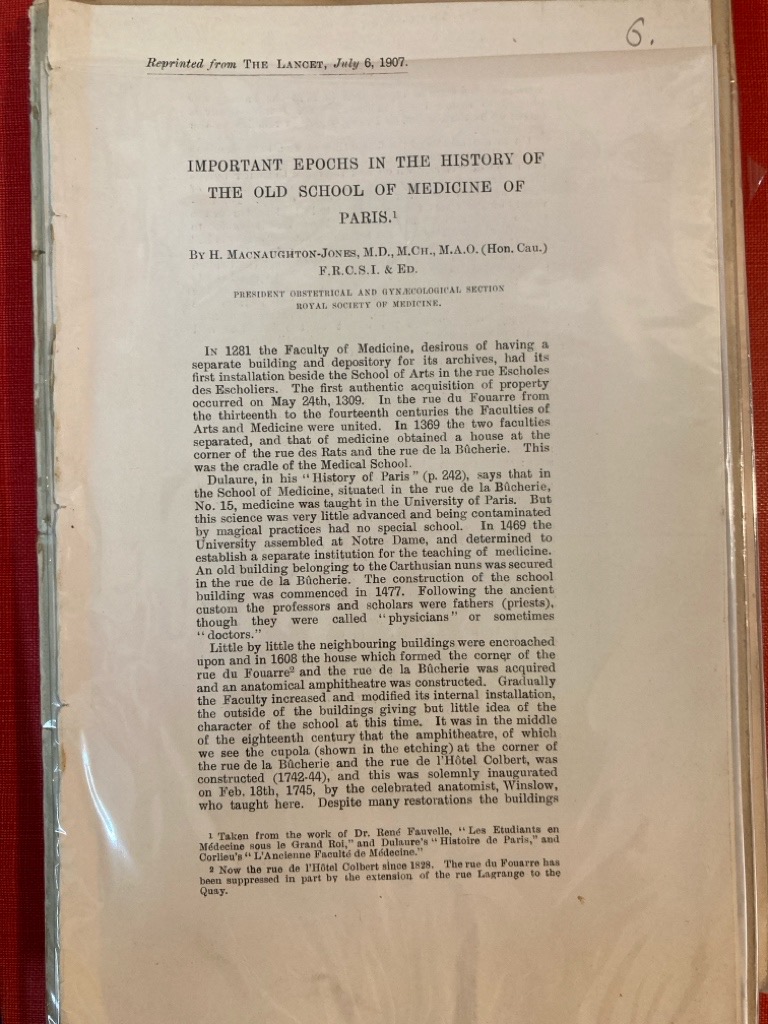 6.
Reprinted from THE LANCET, July 6, 1907.
IMPORTANT EPOCHS IN THE HISTORY OF
THE OLD SCHOOL OF MEDICINE OF
PARIS.¹
BY H. MACNAUGHTON-JONES, M.D., M.CH., M.A.O. (HON. CAU.)
F.R.C.S.I. & ED.
PRESIDENT OBSTETRICAL AND GYNÆCOLOGICAL SECTION
ROYAL SOCIETY OF MEDICINE.
IN 1281 the Faculty of Medicine, desirous of having a
separate building and depository for its archives, had its
first installation beside the School of Arts in the rue Escholes
des Escholiers. The first authentic acquisition of property
occurred on May 24th, 1309. In the rue du Fouarre from
the thirteenth to the fourteenth centuries the Faculties of
Arts and Medicine were united. In 1369 the two faculties
separated, and that of medicine obtained a house at the
corner of the rue des Rats and the rue de la Bûcherie. This
was the cradle of the Medical School.
Dulaure, in his "History of Paris" (p. 242), says that in
the School of Medicine, situated in the rue de la Bûcherie,
No. 15, medicine was taught in the University of Paris. But
this science was very little advanced and being contaminated
by magical practices had no special school. In 1469 the
University assembled at Notre Dame, and determined to
establish a separate institution for the teaching of medicine.
An old building belonging to the Carthusian nuns was secured
in the rue de la Bûcherie. The construction of the school
building was commenced in 1477. Following the ancient
custom the professors and scholars were fathers (priests),
though they were called "physicians" or sometimes
"doctors."
Little by little the neighbouring buildings were encroached
upon and in 1608 the house which formed the corner of the
rue du Fouarre² and the rue de la Bûcherie was acquired
and an anatomical amphitheatre was constructed. Gradually
the Faculty increased and modified its internal installation,
the outside of the buildings giving but little idea of the
character of the school at this time. It was in the middle
of the eighteenth century that the amphitheatre, of which
we see the cupola (shown in the etching) at the corner of
the rue de la Bûcherie and the rue de l'Hôtel Colbert, was
constructed (1742-44), and this was solemnly inaugurated
on Feb. 18th, 1745, by the celebrated anatomist, Winslow,
who taught here. Despite many restorations the buildings
¹ Taken from the work of Dr. René Fauvelle, "Les Etudiants en
Médecine sous le Grand Roi," and Dulaure's "Histoire de Paris," and
Corlieu's "L'Ancienne Faculté de Médecine."
² Now the rue de l'Hôtel Colbert since 1828. The rue du Fouarre has
been suppressed in part by the extension of the rue Lagrange to the
Quay.